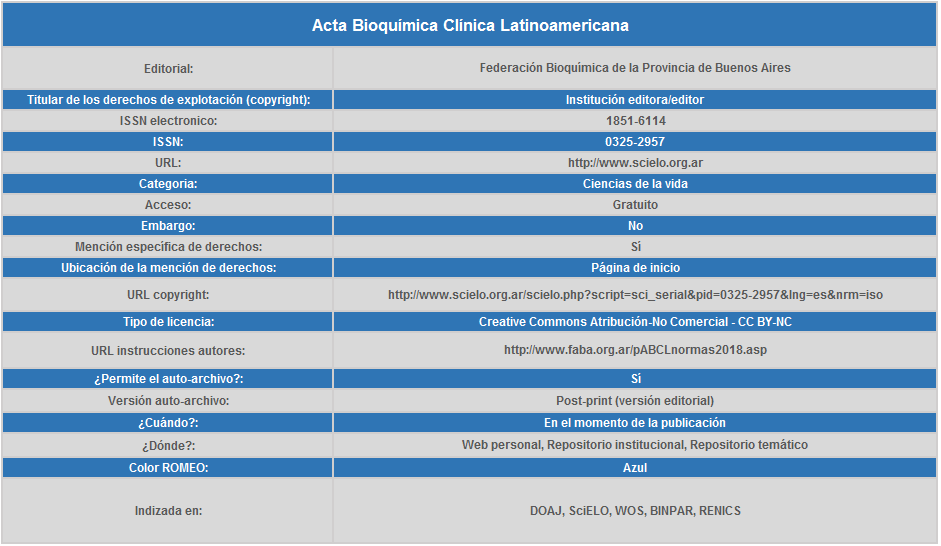 Acta Bioquímica Clínica Latinoamericana
Editorial: Federación Bioquímica de la Provincia de Buenos Aires
Titular de los derechos de explotación (copyright): Institución editora/editor
ISSN electronico: 1851-6114
ISSN: 0325-2957
URL: http://www.scielo.org.ar
Categoria: Ciencias de la vida
Acceso: Gratuito
Embargo: No
Mención específica de derechos: Sí
Ubicación de la mención de derechos: Página de inicio
URL copyright: http://www.scielo.org.ar/scielo.php?script=sci_serial&pid=0325-2957&lng=es&nrm=iso
Tipo de licencia: Creative Commons Atribución-No Comercial - CC BY-NC
URL instrucciones autores: http://www.faba.org.ar/pABCLnormas2018.asp
¿Permite el auto-archivo?: Sí
Versión auto-archivo: Post-print (versión editorial)
¿Cuándo?: En el momento de la publicación
¿Dónde?: Web personal, Repositorio institucional, Repositorio temático
Color ROMEO: Azul
Indizada en: DOAJ, SciELO, WOS, BINPAR, RENICS